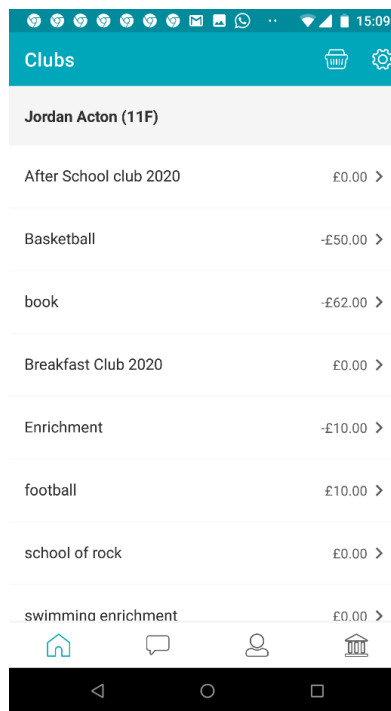 15:09
Clubs
Jordan Acton (11F)
After School club 2020 £0.00
Basketball -£50.00
book -£62.00
Breakfast Club 2020 £0.00
Enrichment -£10.00
football £10.00
school of rock £0.00
swimming enrichment £0.00